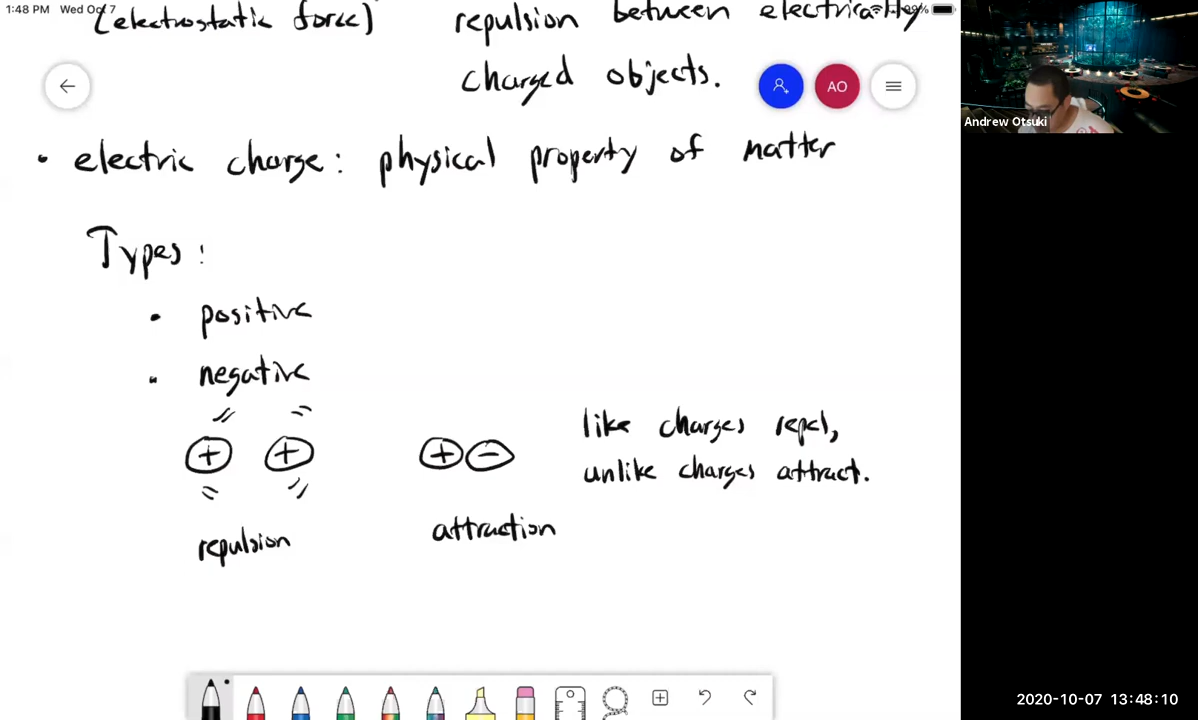 1:48 PM Wed Oct 7
99%
(electrostatic force)
repulsion between electrically
charged objects.
AO
Andrew Otsuki
• electric charge: physical property of matter
Types:
• positive
• negative
+ +
+ −
like charges repel,
unlike charges attract.
repulsion
attraction
2020-10-07 13:48:10